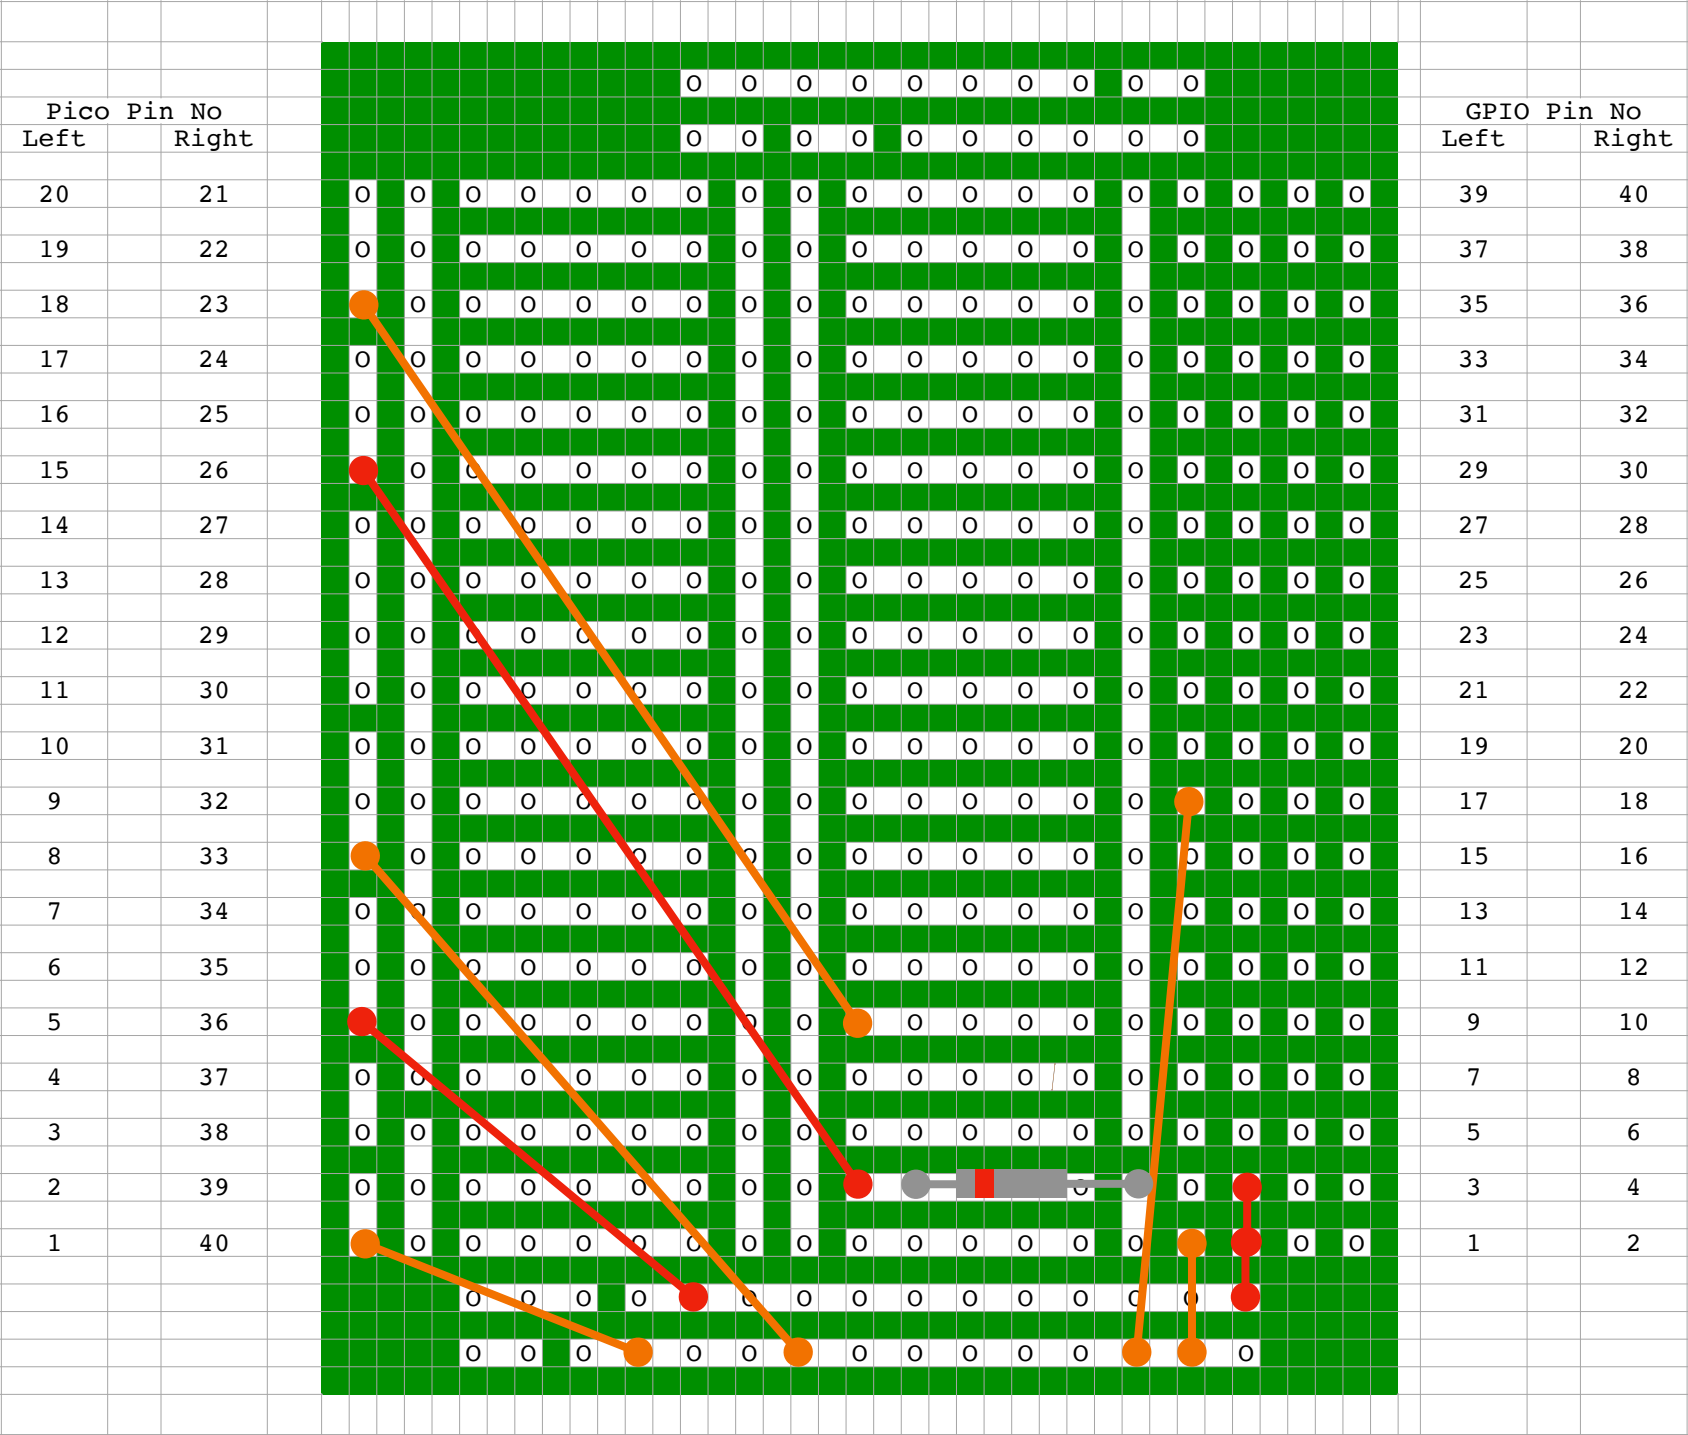 O O O O O O O O O O
Pico Pin No GPIO Pin No
Left Right O O O O O O O O O O Left Right
20 21 O O O O O O O O O O O O O O O O O O O 39 40
19 22 O O O O O O O O O O O O O O O O O O O 37 38
18 23 O O O O O O O O O O O O O O O O O O 35 36
17 24 O O O O O O O O O O O O O O O O O O O 33 34
16 25 O O O O O O O O O O O O O O O O O O O 31 32
15 26 O O O O O O O O O O O O O O O O O O 29 30
14 27 O O O O O O O O O O O O O O O O O O O 27 28
13 28 O O O O O O O O O O O O O O O O O O O 25 26
12 29 O O O O O O O O O O O O O O O O O O O 23 24
11 30 O O O O O O O O O O O O O O O O O O O 21 22
10 31 O O O O O O O O O O O O O O O O O O O 19 20
9 32 O O O O O O O O O O O O O O O O O O 17 18
8 33 O O O O O O O O O O O O O O O O O O 15 16
7 34 O O O O O O O O O O O O O O O O O O O 13 14
6 35 O O O O O O O O O O O O O O O O O O O 11 12
5 36 O O O O O O O O O O O O O O O O O 9 10
4 37 O O O O O O O O O O O O O O O O O O O 7 8
3 38 O O O O O O O O O O O O O O O O O O O 5 6
2 39 O O O O O O O O O O O O O 3 4
1 40 O O O O O O O O O O O O O O O O 1 2
O O O O O O O O O O O O O
O O O O O O O O O O O